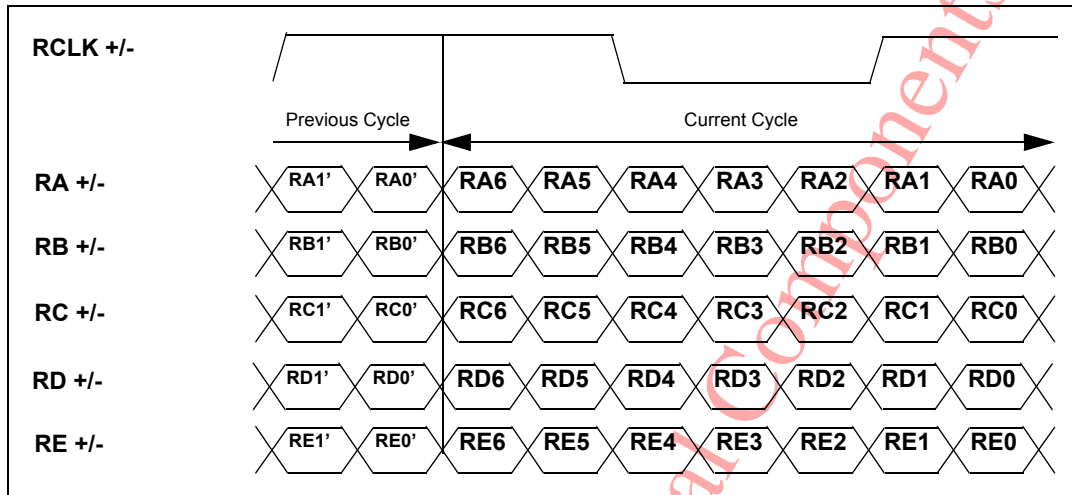 RCLK +/-
Previous Cycle Current Cycle
RA +/- RA1’ RA0’ RA6 RA5 RA4 RA3 RA2 RA1 RA0
RB +/- RB1’ RB0’ RB6 RB5 RB4 RB3 RB2 RB1 RB0
RC +/- RC1’ RC0’ RC6 RC5 RC4 RC3 RC2 RC1 RC0
RD +/- RD1’ RD0’ RD6 RD5 RD4 RD3 RD2 RD1 RD0
RE +/- RE1’ RE0’ RE6 RE5 RE4 RE3 RE2 RE1 RE0
Components